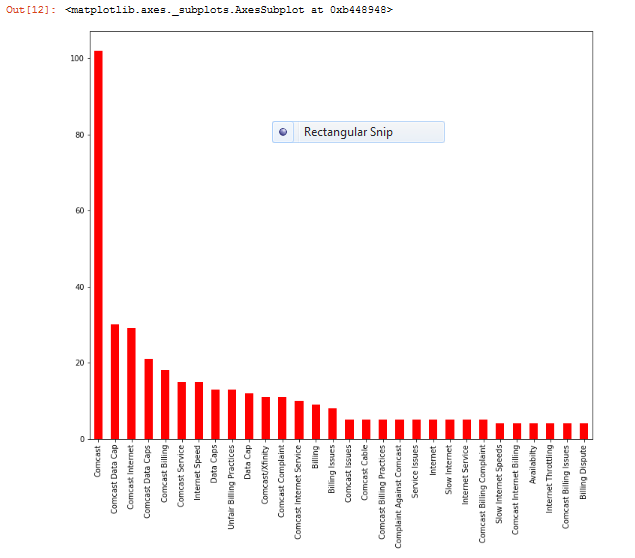 Out[12]: <matplotlib.axes._subplots.AxesSubplot at 0xb448948>
100
80
60
40
20
0
Rectangular Snip
Comcast
Comcast Data Cap
Comcast Internet
Comcast Data Caps
Comcast Billing
Comcast Service
Internet Speed
Data Caps
Unfair Billing Practices
Data Cap
Comcast/Xfinity
Comcast Complaint
Comcast Internet Service
Billing
Billing Issues
Comcast Issues
Comcast Cable
Comcast Billing Practices
Complaint Against Comcast
Service Issues
Internet
Slow Internet
Internet Service
Comcast Billing Complaint
Slow Internet Speeds
Comcast Internet Billing
Availabilty
Internet Throttling
Comcast Billing Issues
Billing Dispute